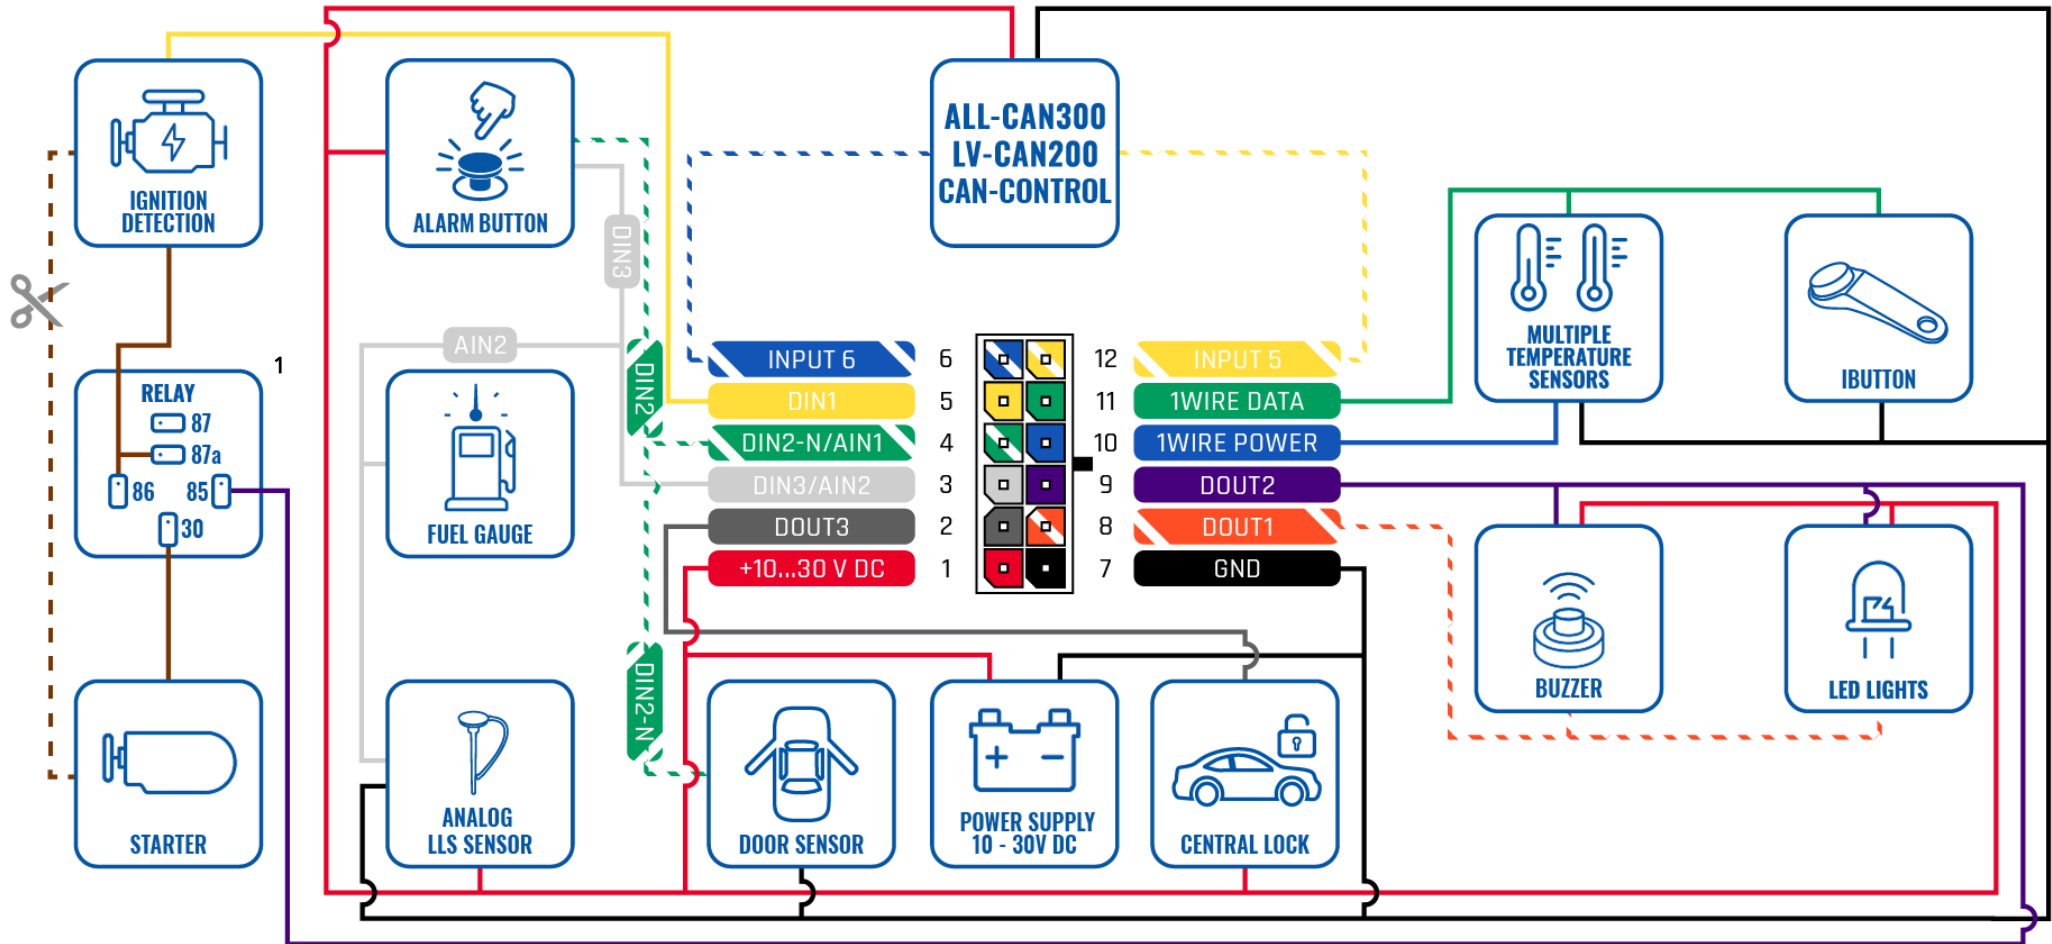 IGNITION
DETECTION
ALARM BUTTON
ALL-CAN300
LV-CAN200
CAN-CONTROL
MULTIPLE
TEMPERATURE
SENSORS
IBUTTON
DIN3
AIN2
DIN2
DIN2-N
1
RELAY
87
87a
86
85
30
FUEL GAUGE
INPUT 6
6
12
INPUT 5
DIN1
5
11
1WIRE DATA
DIN2-N/AIN1
4
10
1WIRE POWER
DIN3/AIN2
3
9
DOUT2
DOUT3
2
8
DOUT1
+10...30 V DC
1
7
GND
BUZZER
LED LIGHTS
STARTER
ANALOG
LLS SENSOR
DOOR SENSOR
+ −
POWER SUPPLY
10 - 30V DC
CENTRAL LOCK